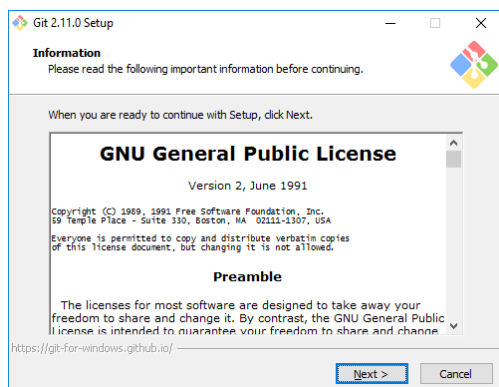 Git 2.11.0 Setup
Information
Please read the following important information before continuing.
When you are ready to continue with Setup, click Next.
GNU General Public License
Version 2, June 1991
Copyright (C) 1989, 1991 Free Software Foundation, Inc.
59 Temple Place - Suite 330, Boston, MA  02111-1307, USA
Everyone is permitted to copy and distribute verbatim copies
of this license document, but changing it is not allowed.
Preamble
The licenses for most software are designed to take away your
freedom to share and change it. By contrast, the GNU General Public
License is intended to guarantee your freedom to share and change
https://git-for-windows.github.io/
Next >
Cancel